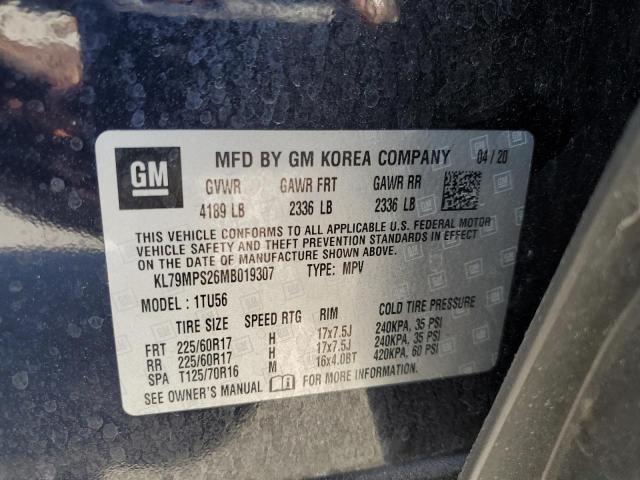 GM
MFD BY GM KOREA COMPANY 04/20
GVWR GAWR FRT GAWR RR
4189 LB 2336 LB 2336 LB
THIS VEHICLE CONFORMS TO ALL APPLICABLE U.S. FEDERAL MOTOR
VEHICLE SAFETY AND THEFT PREVENTION STANDARDS IN EFFECT
ON THE DATE OF MANUFACTURE SHOWN ABOVE.
KL79MPS26MB019307 TYPE: MPV
MODEL: 1TU56
TIRE SIZE SPEED RTG RIM COLD TIRE PRESSURE
FRT 225/60R17 H 17x7.5J 240KPA, 35 PSI
RR 225/60R17 H 17x7.5J 240KPA, 35 PSI
SPA T125/70R16 M 16x4.0BT 420KPA, 60 PSI
SEE OWNER'S MANUAL FOR MORE INFORMATION.